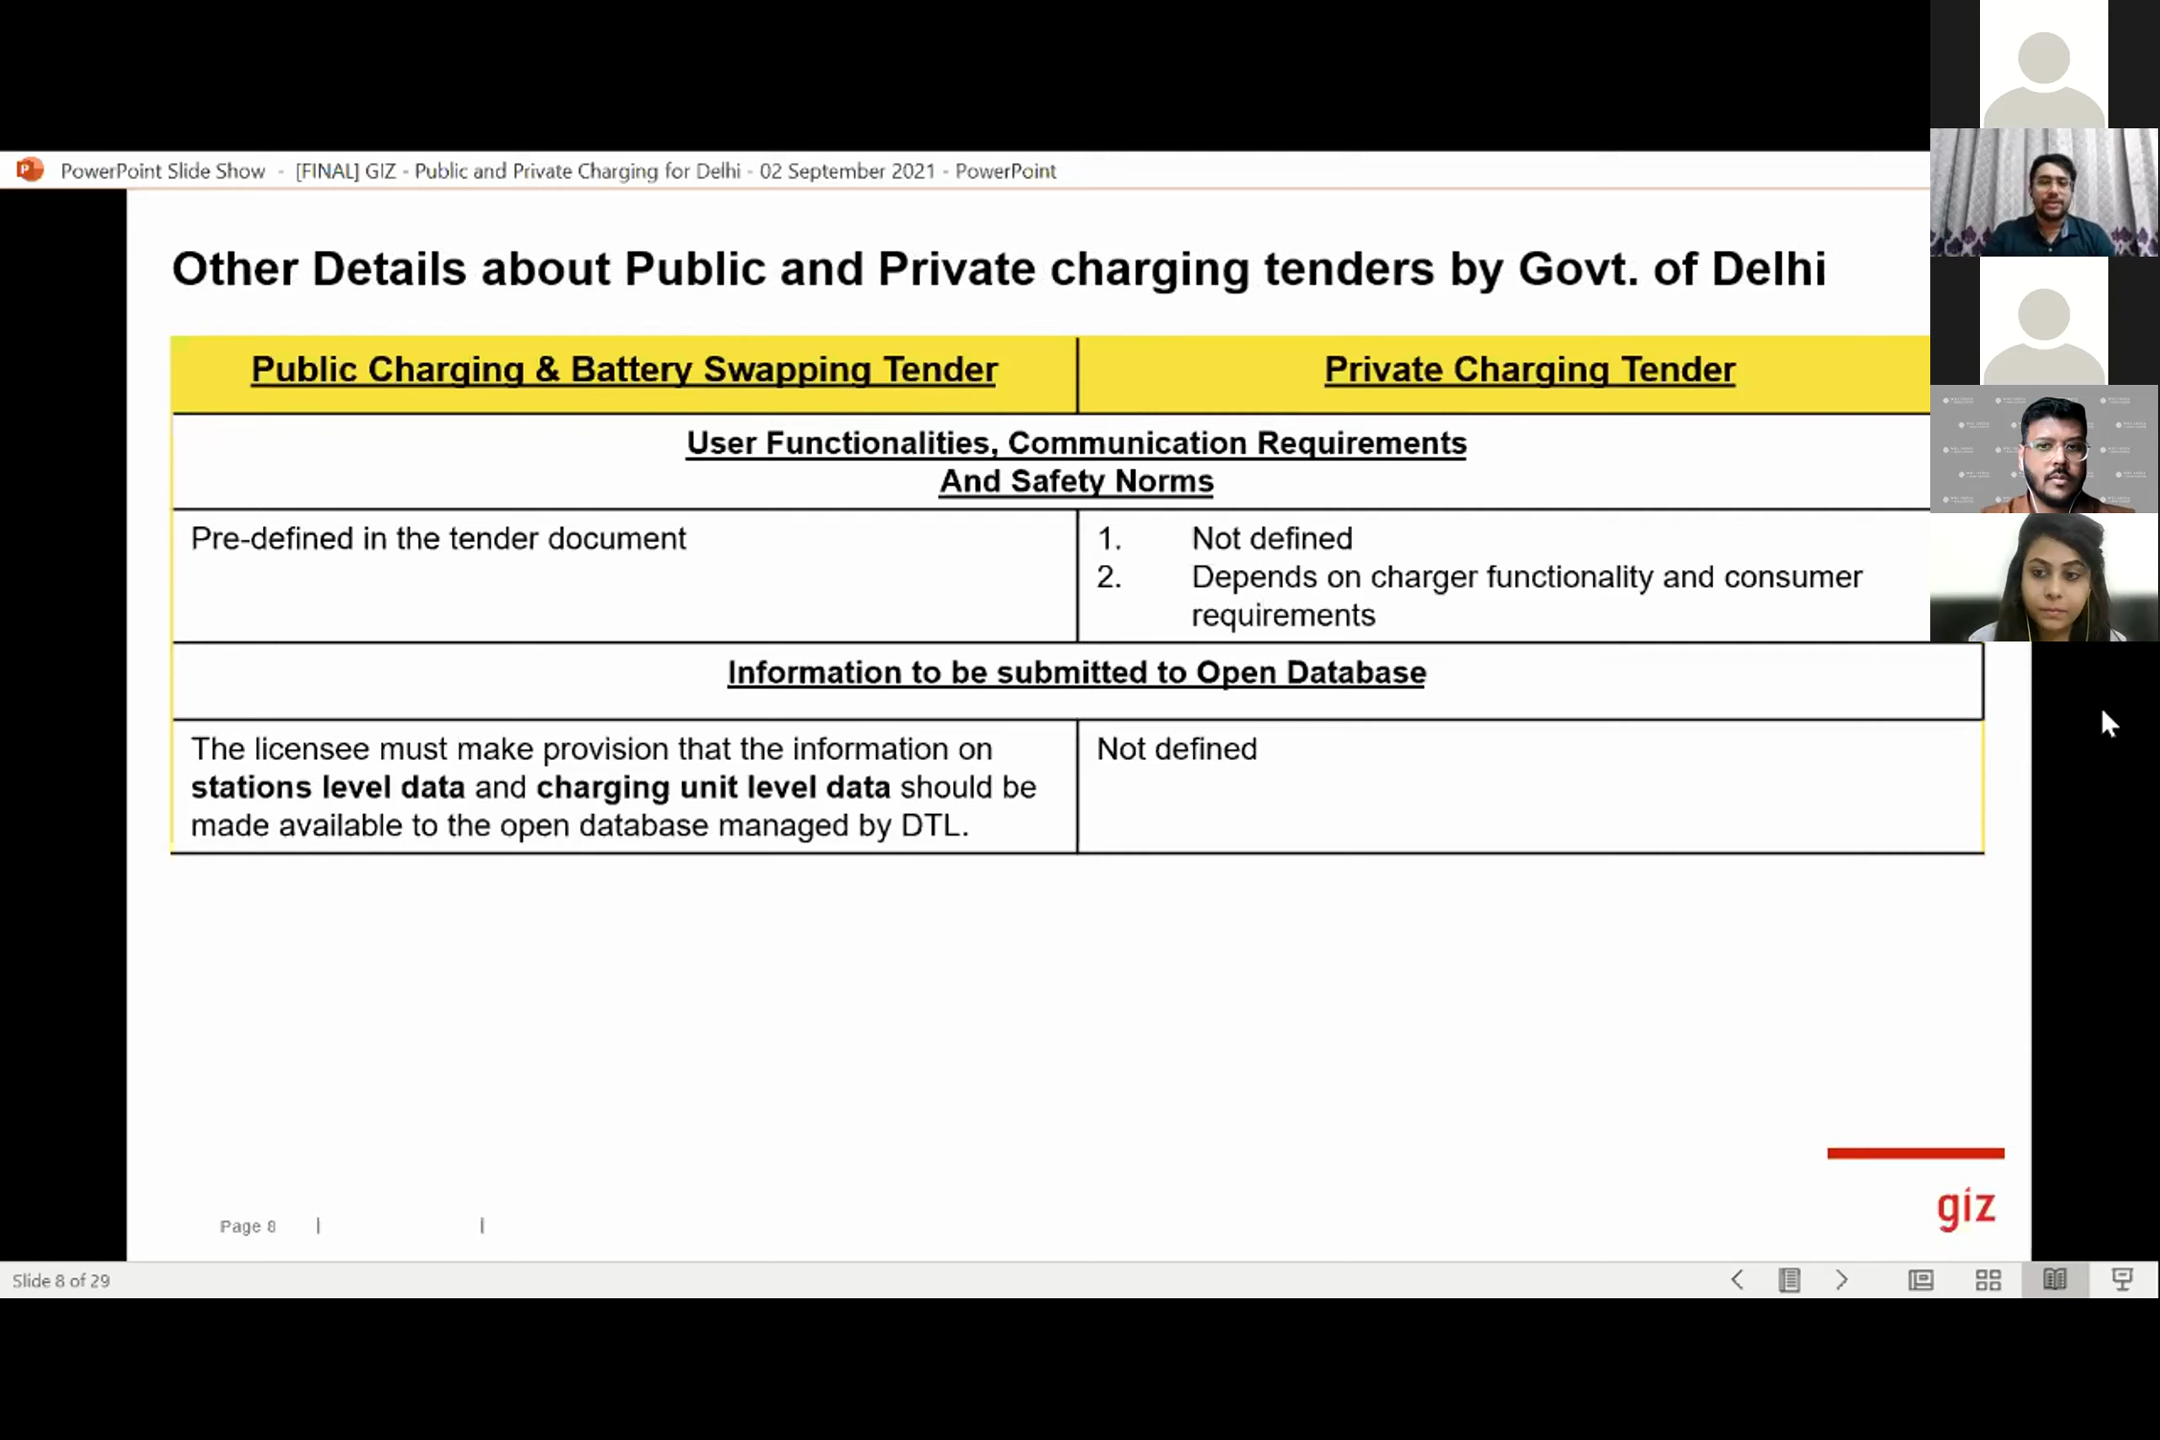 PowerPoint Slide Show - [FINAL] GIZ - Public and Private Charging for Delhi - 02 September 2021 - PowerPoint
Other Details about Public and Private charging tenders by Govt. of Delhi
Public Charging & Battery Swapping Tender
Private Charging Tender
User Functionalities, Communication Requirements
And Safety Norms
Pre-defined in the tender document
1. Not defined
2. Depends on charger functionality and consumer
requirements
Information to be submitted to Open Database
The licensee must make provision that the information on
stations level data and charging unit level data should be
made available to the open database managed by DTL.
Not defined
giz
Page 8 | |
Slide 8 of 29